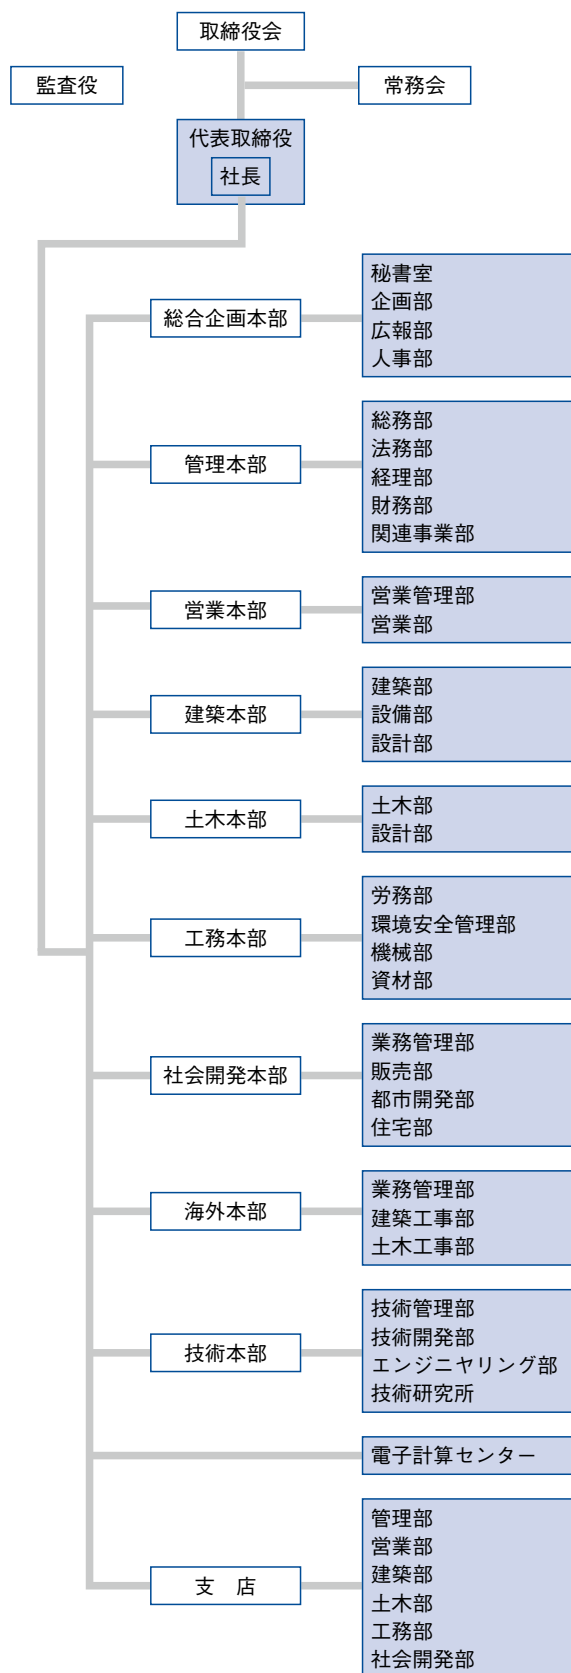 取締役会
監査役
常務会
代表取締役
社長
総合企画本部
秘書室
企画部
広報部
人事部
管理本部
総務部
法務部
経理部
財務部
関連事業部
営業本部
営業管理部
営業部
建築本部
建築部
設備部
設計部
土木本部
土木部
設計部
工務本部
労務部
環境安全管理部
機械部
資材部
社会開発本部
業務管理部
販売部
都市開発部
住宅部
海外本部
業務管理部
建築工事部
土木工事部
技術本部
技術管理部
技術開発部
エンジニヤリング部
技術研究所
電子計算センター
支　店
管理部
営業部
建築部
土木部
工務部
社会開発部